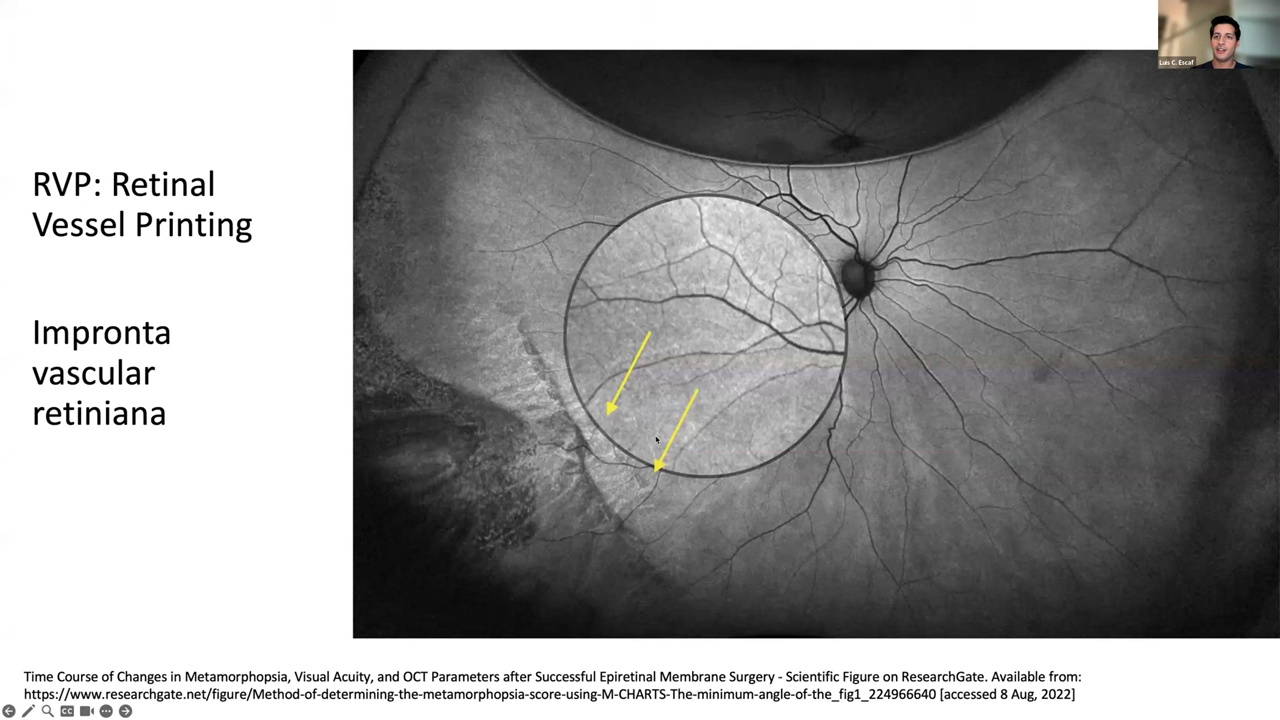 Luis C. Escaf
RVP: Retinal
Vessel Printing
Impronta
vascular
retiniana
Time Course of Changes in Metamorphopsia, Visual Acuity, and OCT Parameters after Successful Epiretinal Membrane Surgery - Scientific Figure on ResearchGate. Available from:
https://www.researchgate.net/figure/Method-of-determining-the-metamorphopsia-score-using-M-CHARTS-The-minimum-angle-of-the_fig1_224966640 [accessed 8 Aug, 2022]